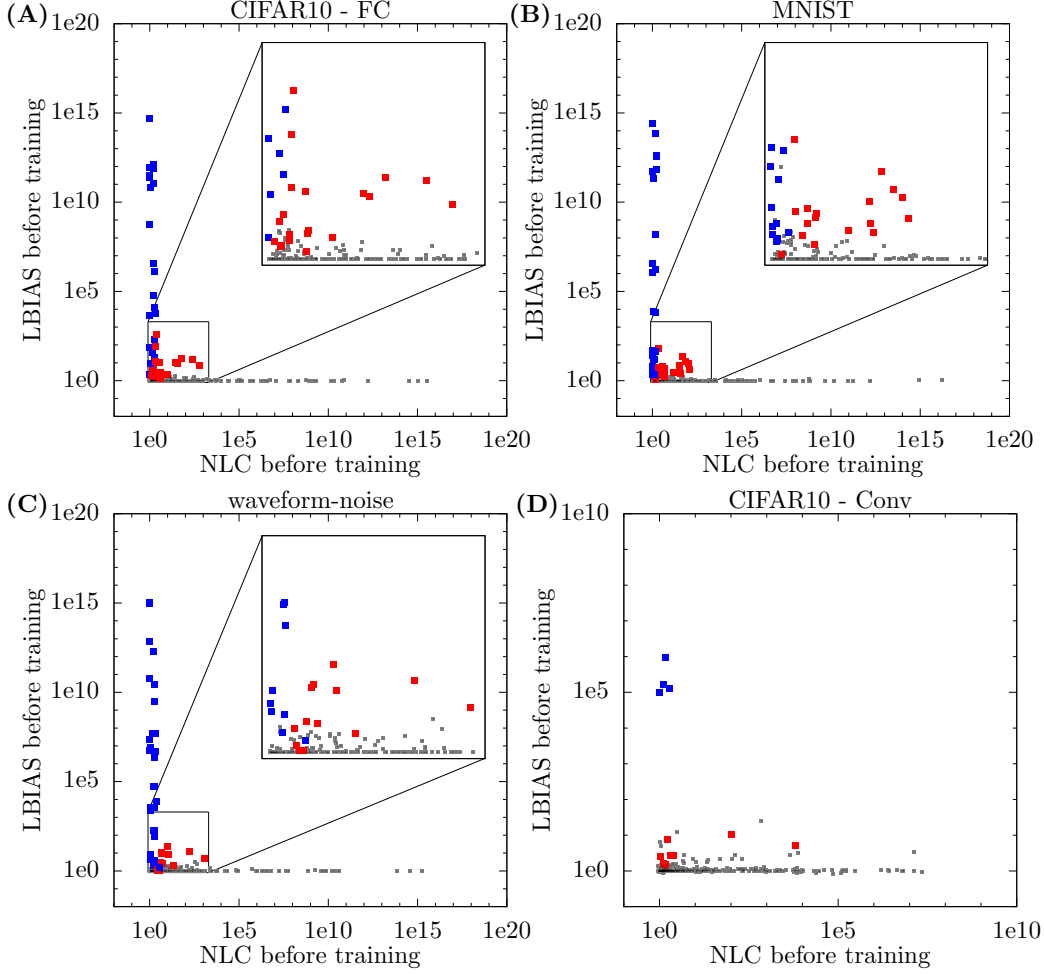 (A)
CIFAR10 - FC
1e20
1e15
1e10
1e5
1e0
LBIAS before training
1e0
1e5
1e10
1e15
1e20
NLC before training
(B)
MNIST
1e20
1e15
1e10
1e5
1e0
LBIAS before training
1e0
1e5
1e10
1e15
1e20
NLC before training
(C)
waveform-noise
1e20
1e15
1e10
1e5
1e0
LBIAS before training
1e0
1e5
1e10
1e15
1e20
NLC before training
(D)
CIFAR10 - Conv
1e10
1e5
1e0
LBIAS before training
1e0
1e5
1e10
NLC before training